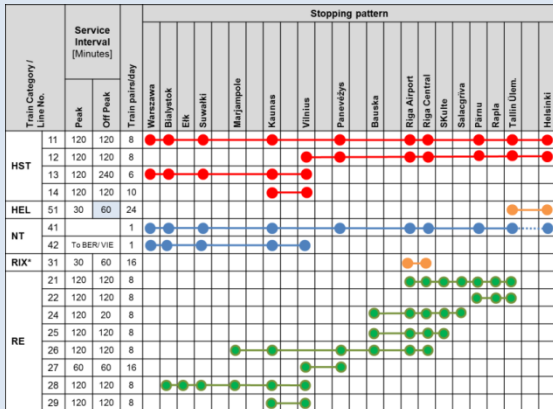 Train Category / Line No.
Service Interval [Minutes]
Peak
Off Peak
Train pairs/day
Stopping pattern
Warszawa
Bialystok
Ełk
Suwałki
Marjampole
Kaunas
Vilnius
Panevėžys
Bauska
Riga Airport
Riga Central
SKulte
Salacgrīva
Pärnu
Rapla
Tallin Ülem.
Helsinki
HST
11 120 120 8
12 120 120 8
13 120 240 6
14 120 120 10
HEL 51 30 60 24
NT
41 1
42 To BER/ VIE 1
RIX* 31 30 60 16
RE
21 120 120 8
22 120 120 8
24 120 20 8
25 120 120 8
26 120 120 8
27 60 60 16
28 120 120 8
29 120 120 8